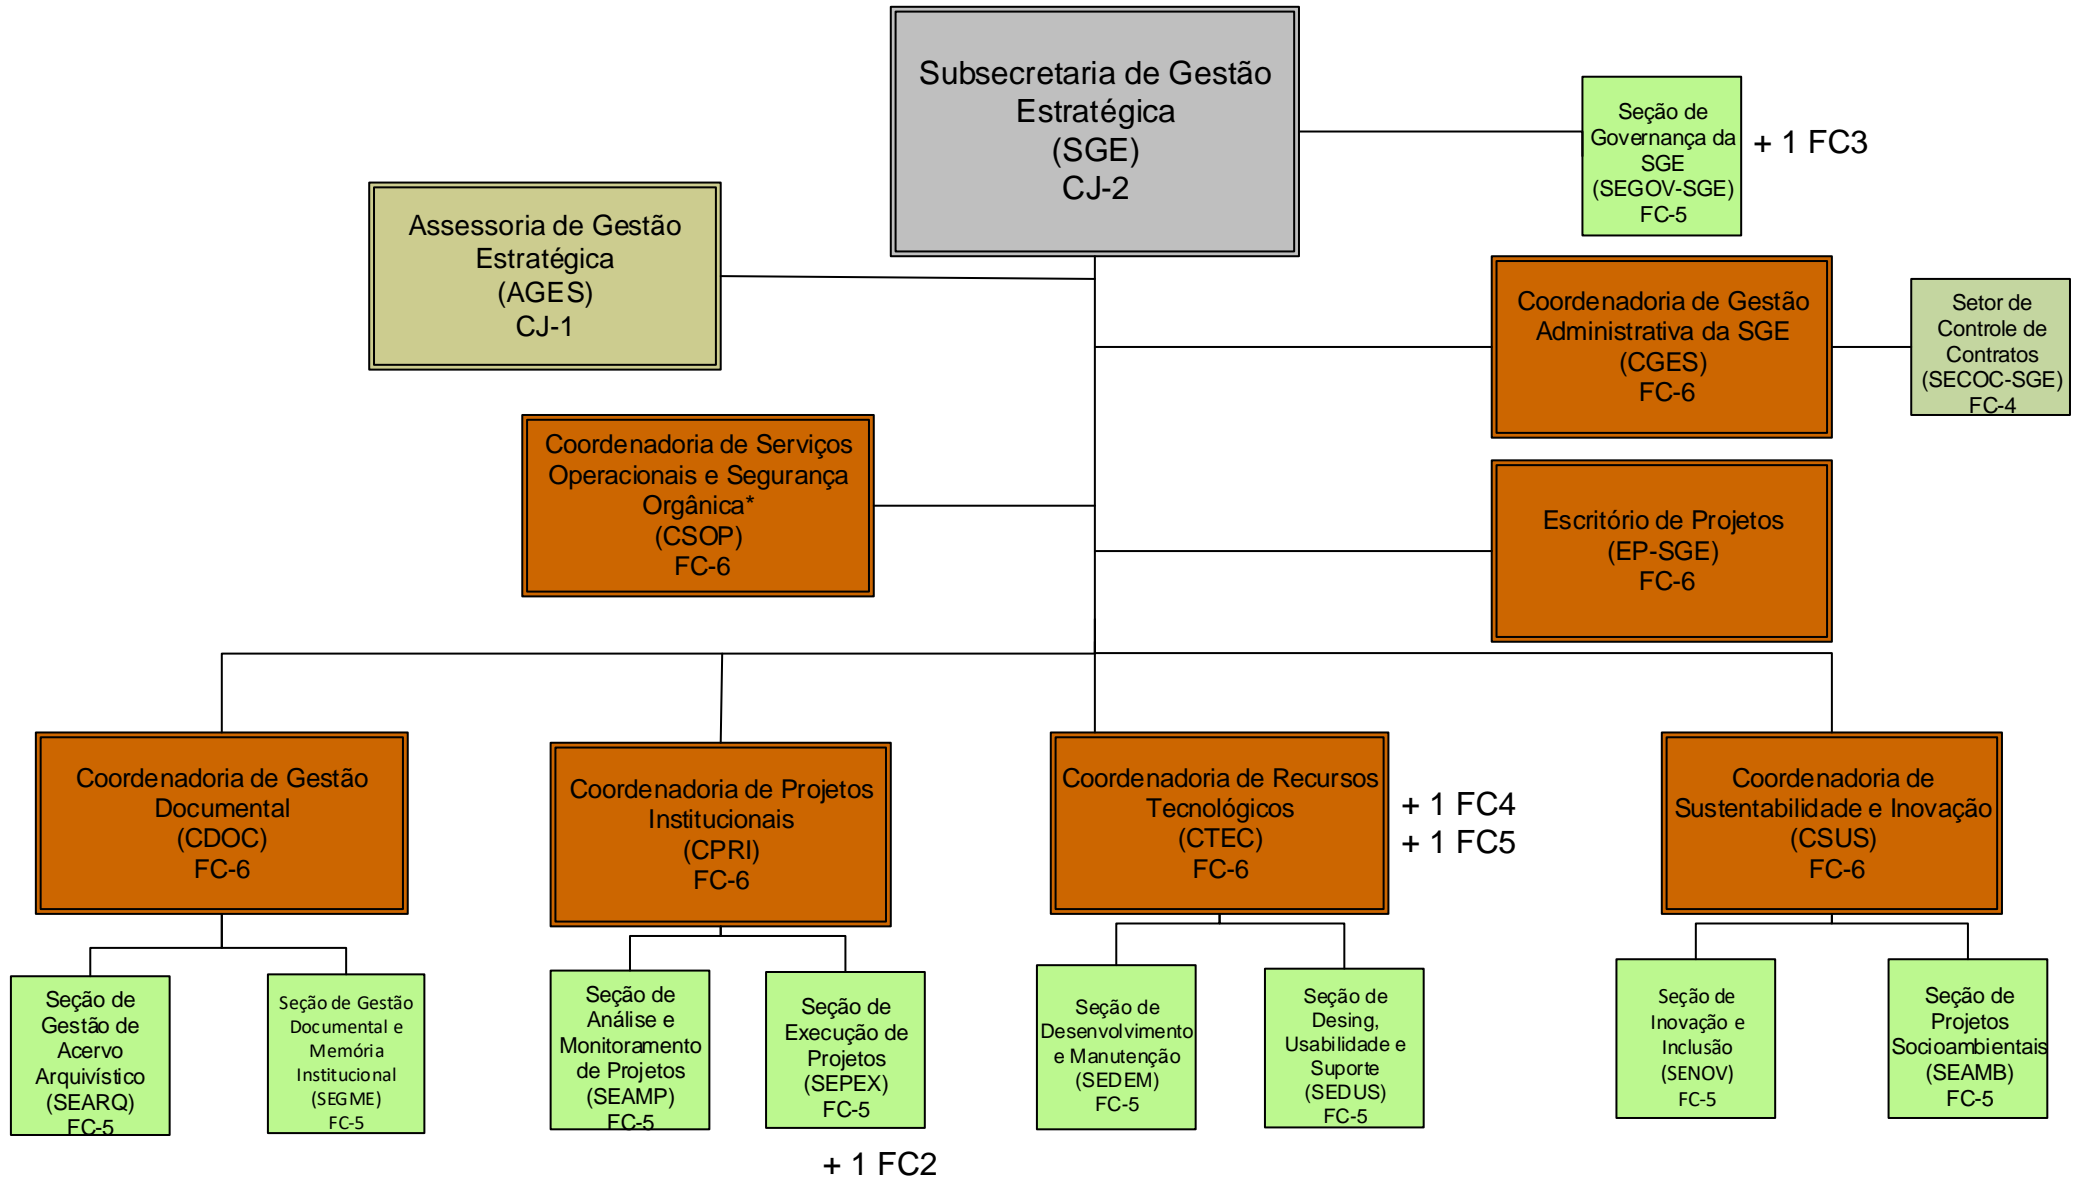 Subsecretaria de Gestão
Estratégica
(SGE)
CJ-2
Seção de
Governança da
SGE
(SEGOV-SGE)
FC-5
+ 1 FC3
Assessoria de Gestão
Estratégica
(AGES)
CJ-1
Coordenadoria de Gestão
Administrativa da SGE
(CGES)
FC-6
Setor de
Controle de
Contratos
(SECOC-SGE)
FC-4
Coordenadoria de Serviços
Operacionais e Segurança
Orgânica*
(CSOP)
FC-6
Escritório de Projetos
(EP-SGE)
FC-6
Coordenadoria de Gestão
Documental
(CDOC)
FC-6
Coordenadoria de Projetos
Institucionais
(CPRI)
FC-6
Coordenadoria de Recursos
Tecnológicos
(CTEC)
FC-6
+ 1 FC4
+ 1 FC5
Coordenadoria de
Sustentabilidade e Inovação
(CSUS)
FC-6
Seção de
Gestão de
Acervo
Arquivístico
(SEARQ)
FC-5
Seção de Gestão
Documental e
Memória
Institucional
(SEGME)
FC-5
Seção de
Análise e
Monitoramento
de Projetos
(SEAMP)
FC-5
Seção de
Execução de
Projetos
(SEPEX)
FC-5
+ 1 FC2
Seção de
Desenvolvimento
e Manutenção
(SEDEM)
FC-5
Seção de
Desing,
Usabilidade e
Suporte
(SEDUS)
FC-5
Seção de
Inovação e
Inclusão
(SENOV)
FC-5
Seção de
Projetos
Socioambientais
(SEAMB)
FC-5